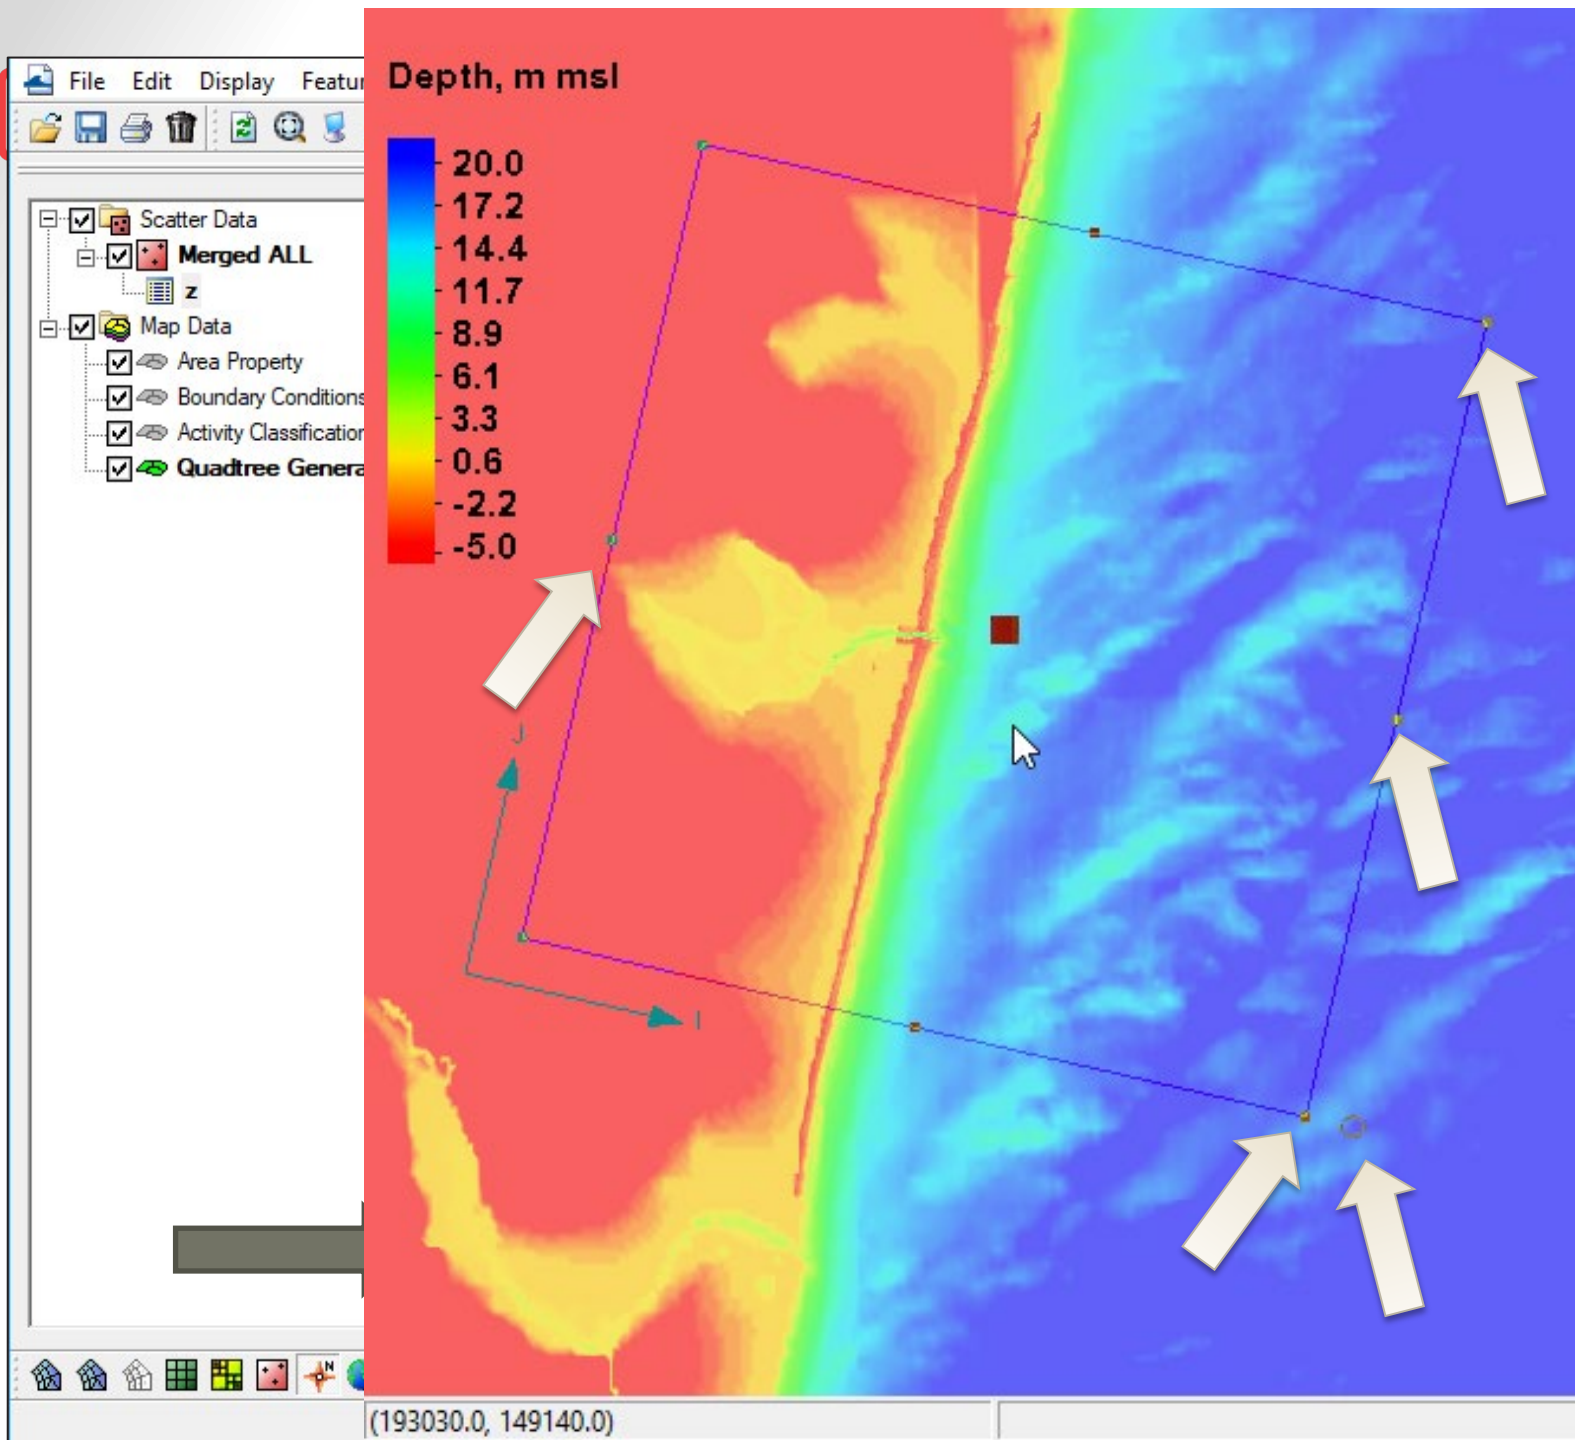 File Edit Display Featur
Scatter Data
Merged ALL
z
Map Data
Area Property
Boundary Conditions
Activity Classification
Quadtree Genera
Depth, m msl
20.0
17.2
14.4
11.7
8.9
6.1
3.3
0.6
-2.2
-5.0
J
I
N
(193030.0, 149140.0)